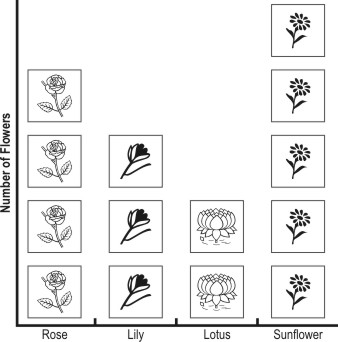 Number of Flowers
Rose
Lily
Lotus
Sunflower